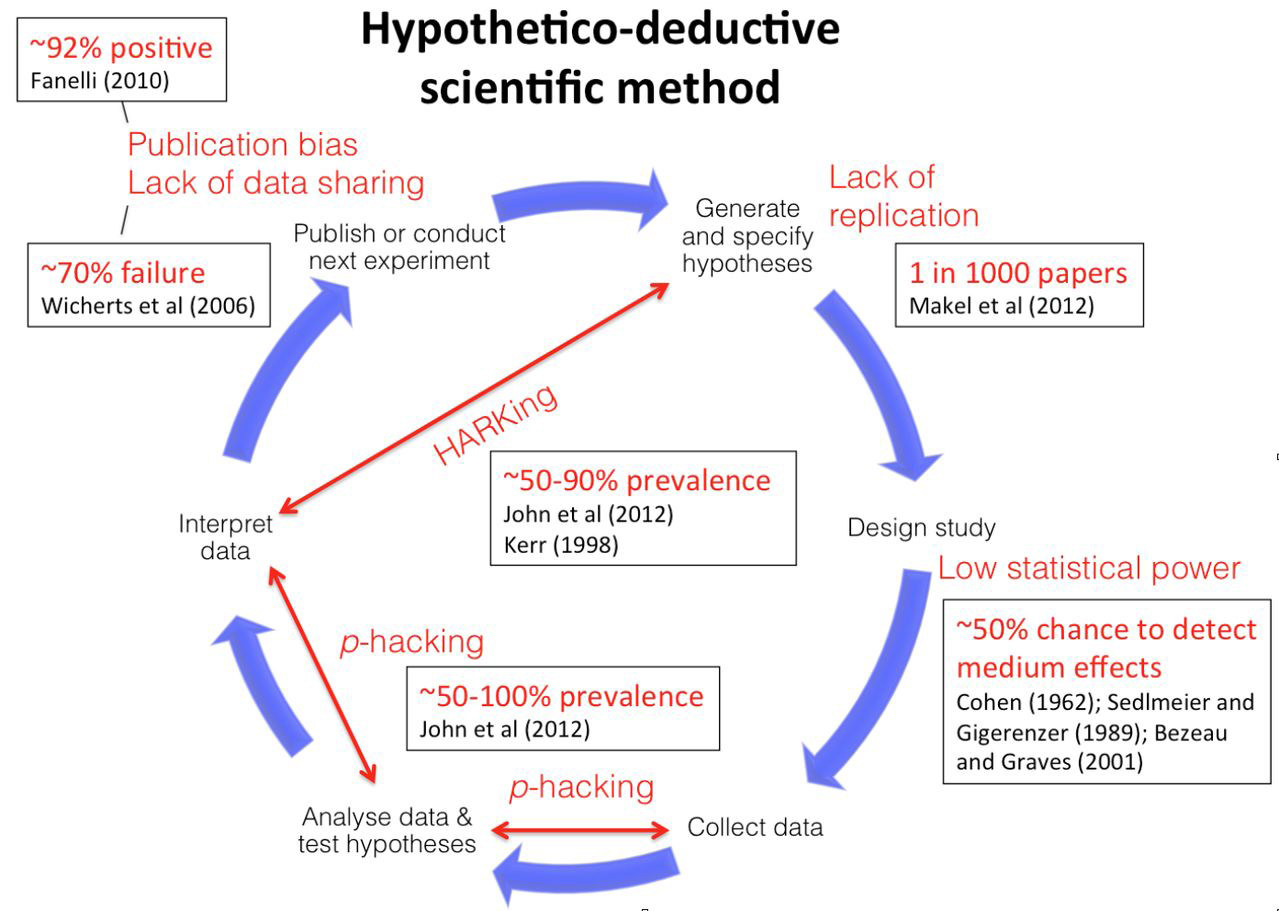 Hypothetico-deductive
scientific method
~92% positive
Fanelli (2010)
Publication bias
Lack of data sharing
~70% failure
Wicherts et al (2006)
Publish or conduct
next experiment
Generate
and specify
hypotheses
Lack of
replication
1 in 1000 papers
Makel et al (2012)
HARKing
~50-90% prevalence
John et al (2012)
Kerr (1998)
Interpret
data
Design study
Low statistical power
~50% chance to detect
medium effects
Cohen (1962); Sedlmeier and
Gigerenzer (1989); Bezeau
and Graves (2001)
p-hacking
~50-100% prevalence
John et al (2012)
p-hacking
Analyse data &
test hypotheses
Collect data